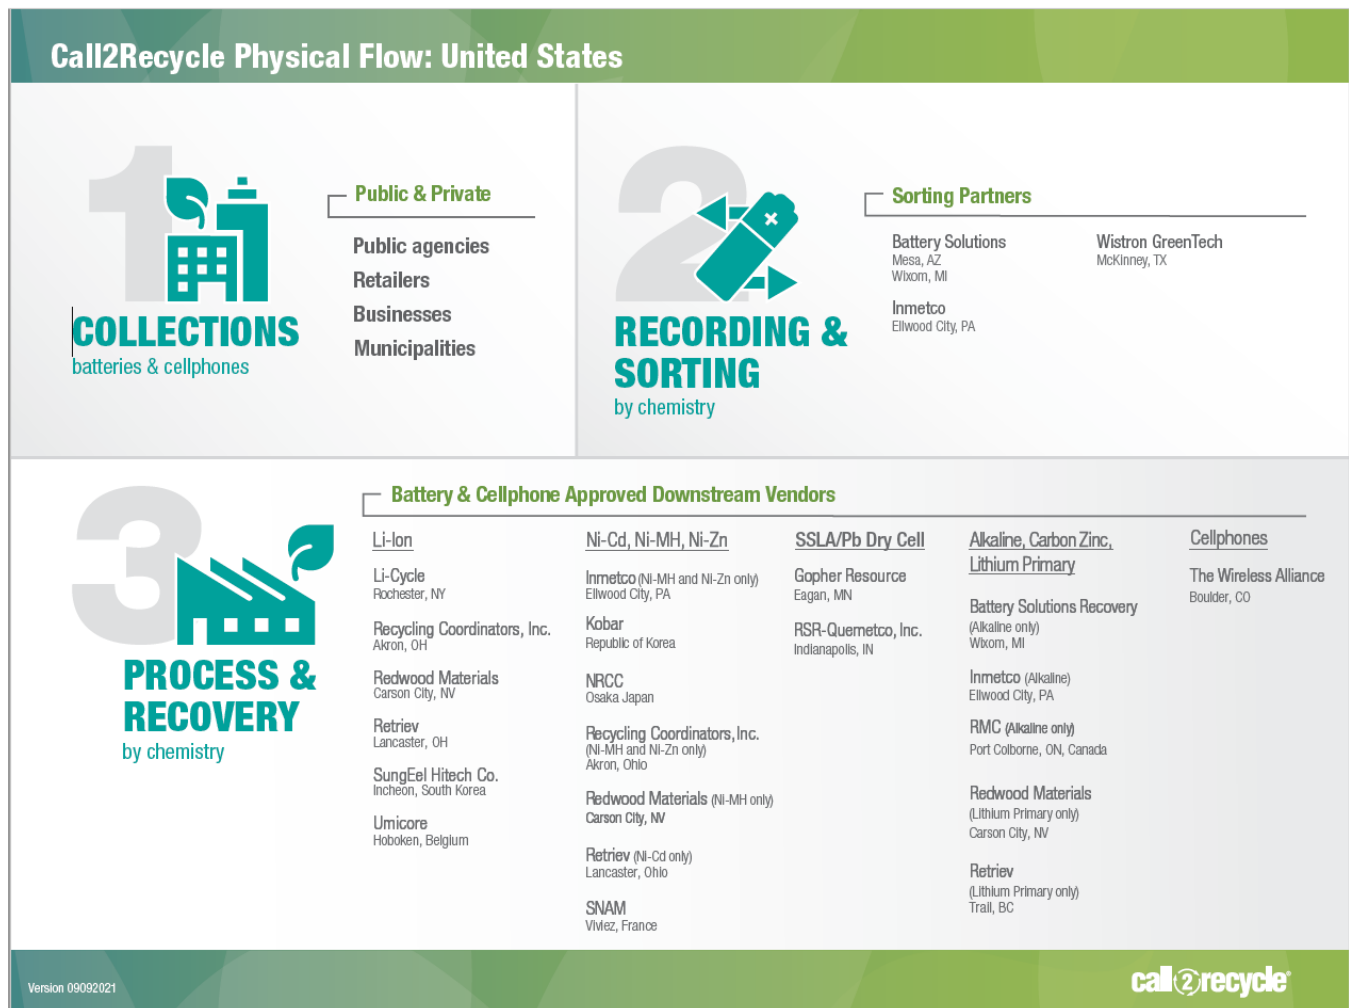 Call2Recycle Physical Flow: United States
1
COLLECTIONS
batteries & cellphones
Public & Private
Public agencies
Retailers
Businesses
Municipalities
2
RECORDING &
SORTING
by chemistry
Sorting Partners
Battery Solutions
Mesa, AZ
Wixom, MI
Inmetco
Ellwood City, PA
Wistron GreenTech
McKinney, TX
3
PROCESS &
RECOVERY
by chemistry
Battery & Cellphone Approved Downstream Vendors
Li-Ion
Li-Cycle
Rochester, NY
Recycling Coordinators, Inc.
Akron, OH
Redwood Materials
Carson City, NV
Retriev
Lancaster, OH
SungEel Hitech Co.
Incheon, South Korea
Umicore
Hoboken, Belgium
Ni-Cd, Ni-MH, Ni-Zn
Inmetco (Ni-MH and Ni-Zn only)
Ellwood City, PA
Kobar
Republic of Korea
NRCC
Osaka Japan
Recycling Coordinators, Inc.
(Ni-MH and Ni-Zn only)
Akron, Ohio
Redwood Materials (Ni-MH only)
Carson City, NV
Retriev (Ni-Cd only)
Lancaster, Ohio
SNAM
Viviez, France
SSLA/Pb Dry Cell
Gopher Resource
Eagan, MN
RSR-Quemetco, Inc.
Indianapolis, IN
Alkaline, Carbon Zinc,
Lithium Primary
Battery Solutions Recovery
(Alkaline only)
Wixom, MI
Inmetco (Alkaline)
Ellwood City, PA
RMC (Alkaline only)
Port Colborne, ON, Canada
Redwood Materials
(Lithium Primary only)
Carson City, NV
Retriev
(Lithium Primary only)
Trail, BC
Cellphones
The Wireless Alliance
Boulder, CO
Version 09092021
call2recycle®